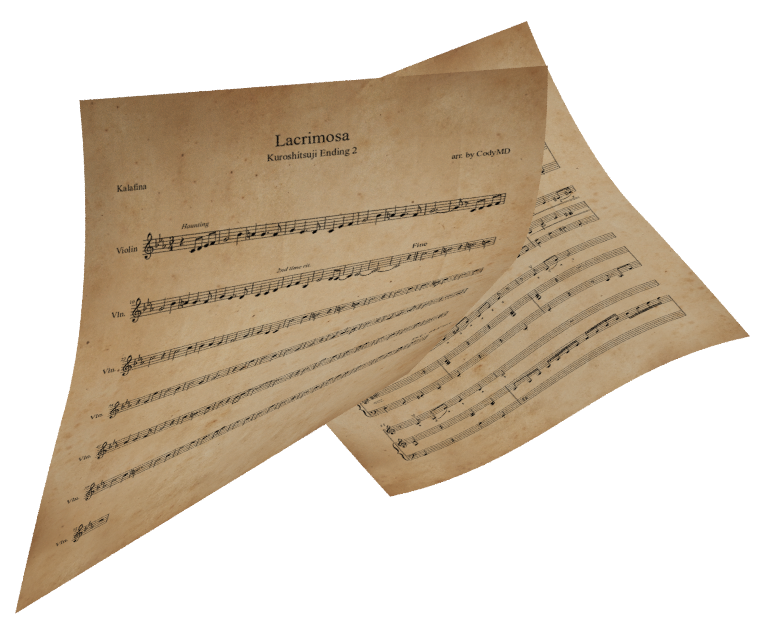 Lacrimosa
Kuroshitsuji Ending 2
Kalafina
arr. by CodyMD
Haunting
Violin
2nd time rit.
Fine
Vln.
Vln.
Vln.
Vln.
Vln.
Vln.